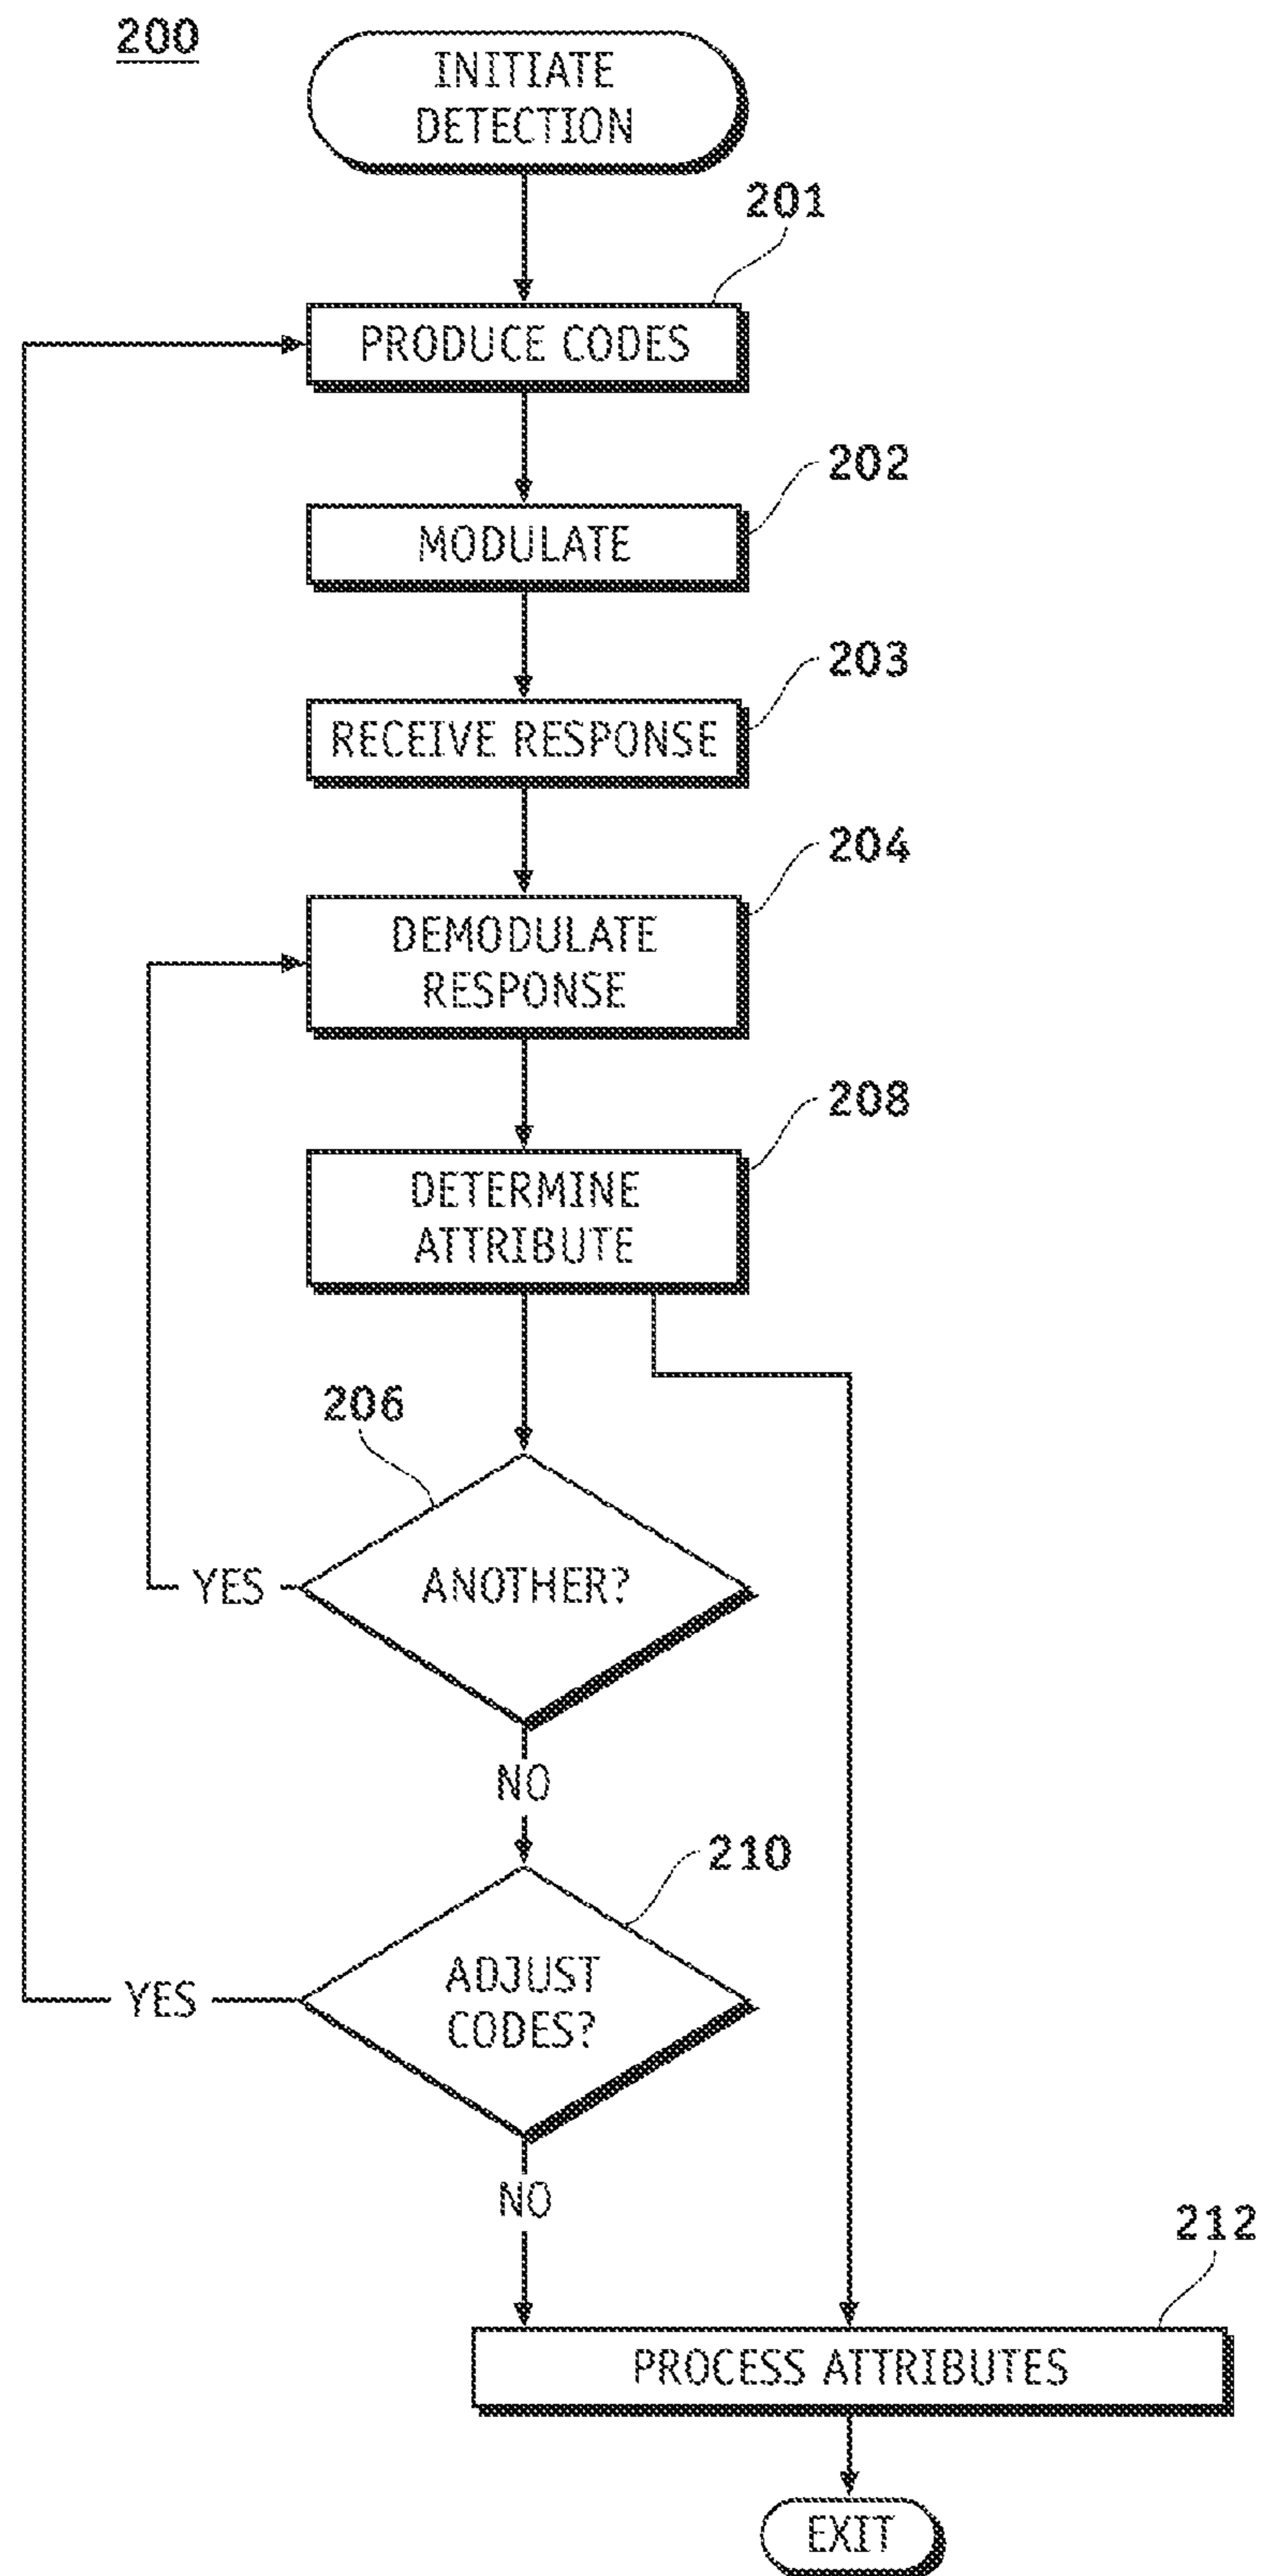 200
INITIATE
DETECTION
201
PRODUCE CODES
202
MODULATE
203
RECEIVE RESPONSE
204
DEMODULATE
RESPONSE
208
DETERMINE
ATTRIBUTE
206
ANOTHER?
YES
NO
210
ADJUST
CODES?
YES
NO
212
PROCESS ATTRIBUTES
EXIT